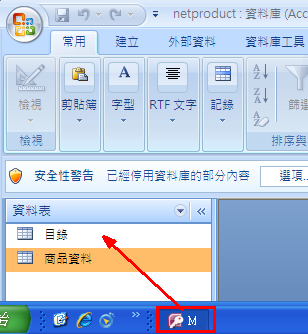 netproduct : 資料庫 (Acc
常用 建立 外部資料 資料庫工具
檢視 剪貼簿 字型 RTF 文字 記錄 篩選
檢視 排序與
安全性警告 已經停用資料庫的部分內容 選項...
資料表
目錄
商品資料
M